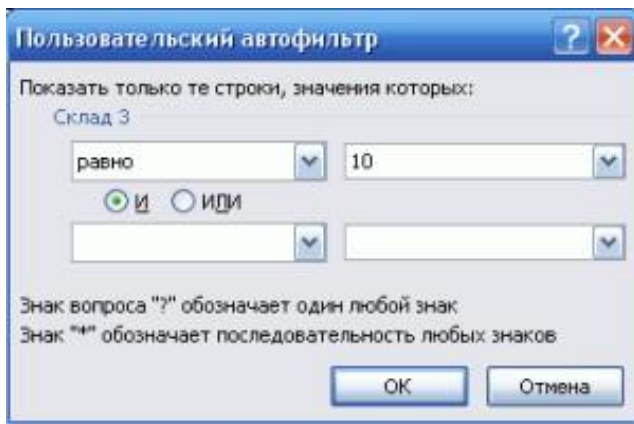 Пользовательский автофильтр
Показать только те строки, значения которых:
Склад 3
равно 10
И ИЛИ
Знак вопроса "?" обозначает один любой знак
Знак "*" обозначает последовательность любых знаков
ОК Отмена